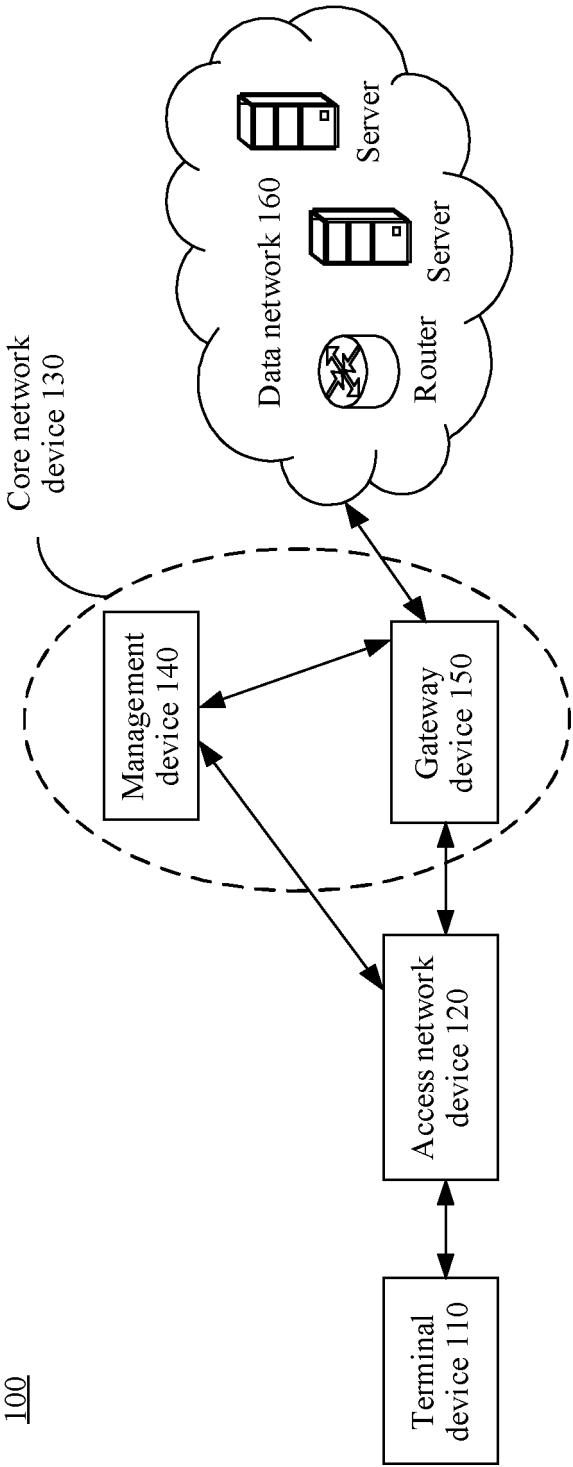 100
Core network
device 130
Management
device 140
Data network 160
Server
Server
Router
Terminal
device 110
Access network
device 120
Gateway
device 150